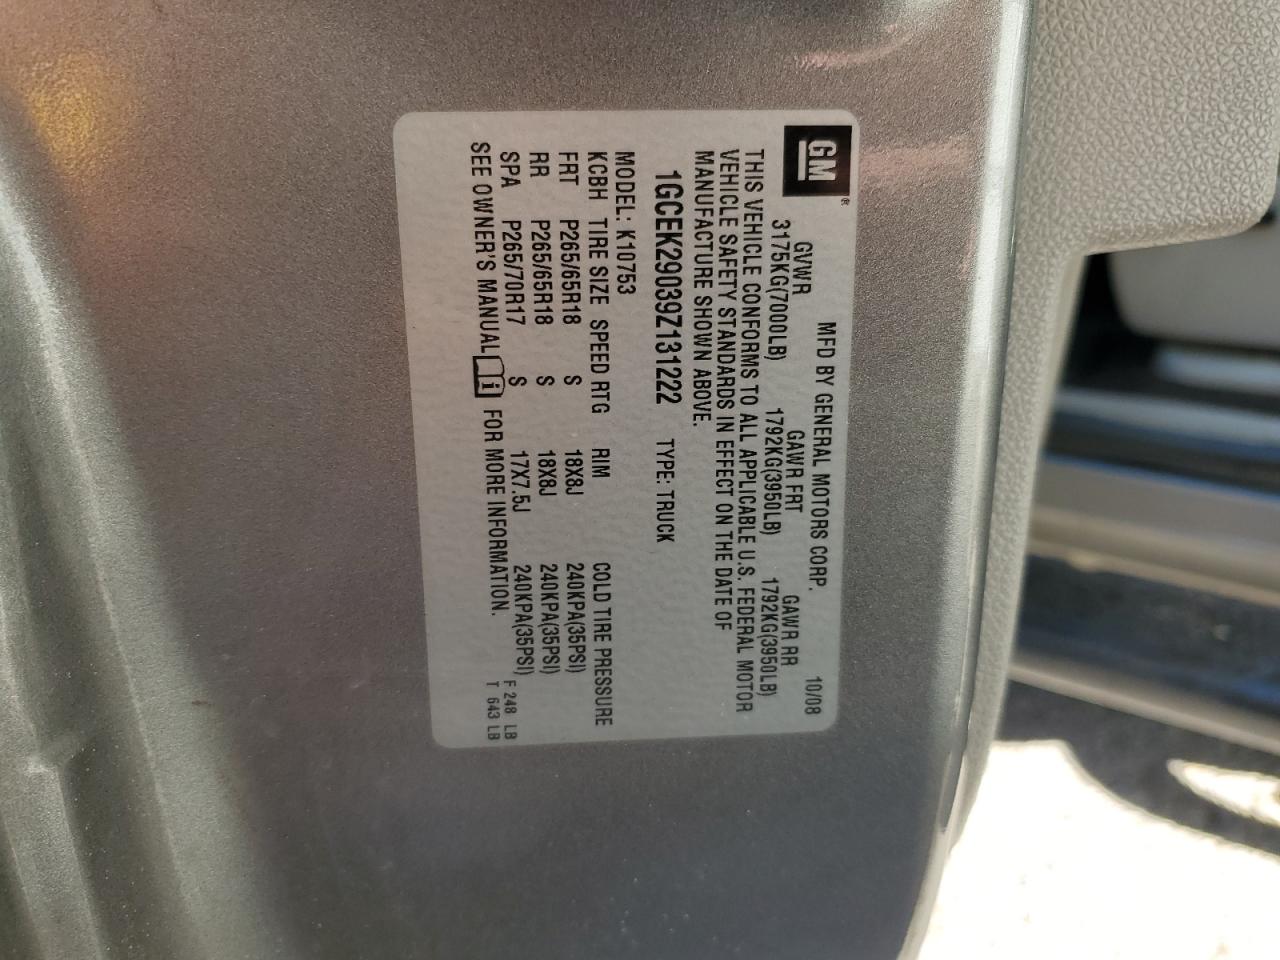 GM®
MFD BY GENERAL MOTORS CORP. 10/08
GVWR GAWR FRT GAWR RR
3175KG(7000LB) 1792KG(3950LB) 1792KG(3950LB)
THIS VEHICLE CONFORMS TO ALL APPLICABLE U.S. FEDERAL MOTOR
VEHICLE SAFETY STANDARDS IN EFFECT ON THE DATE OF
MANUFACTURE SHOWN ABOVE.
1GCEK29039Z131222 TYPE: TRUCK
MODEL: K10753
KCBH TIRE SIZE SPEED RTG RIM COLD TIRE PRESSURE
FRT P265/65R18 S 18X8J 240KPA(35PSI)
RR P265/65R18 S 18X8J 240KPA(35PSI)
SPA P265/70R17 S 17X7.5J 240KPA(35PSI) F 248 LB
SEE OWNER'S MANUAL i FOR MORE INFORMATION. T 643 LB